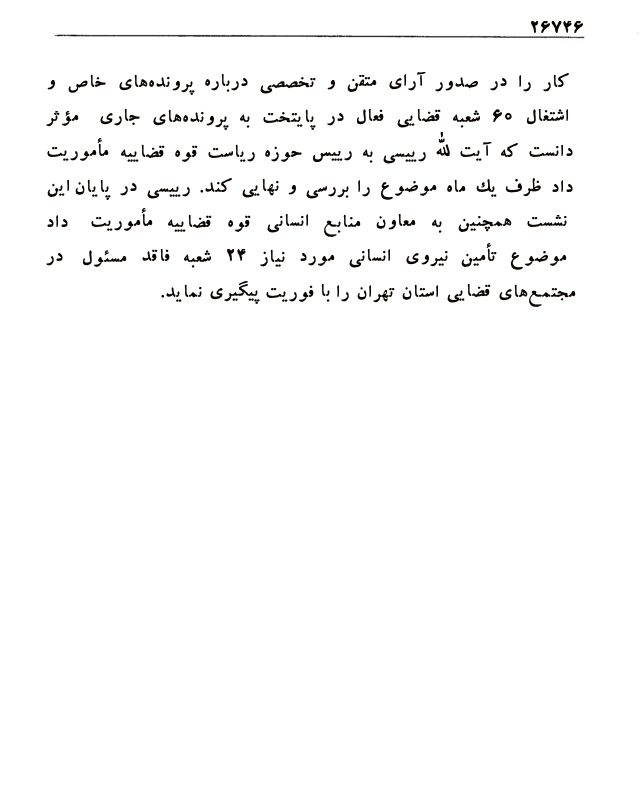 ۲۶۷۴۶
کار را در صدور آرای متقن و تخصصی درباره پرونده‌های خاص و
اشتغال ۶۰ شعبه قضایی فعال در پایتخت به پرونده‌های جاری مؤثر
دانست که آیت لله رییسی به رییس حوزه ریاست قوه قضاییه مأموریت
داد ظرف یك ماه موضوع را بررسی و نهایی کند. رییسی در پایان این
نشست همچنین به معاون منابع انسانی قوه قضاییه مأموریت داد
موضوع تأمین نیروی انسانی مورد نیاز ۲۴ شعبه فاقد مسئول در
مجتمع‌های قضایی استان تهران را با فوریت پیگیری نماید.